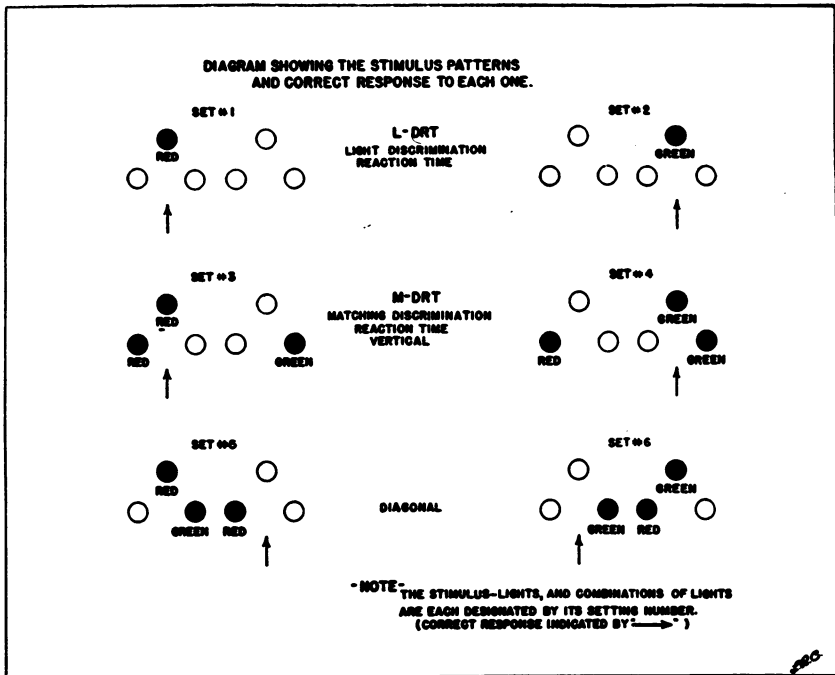 DIAGRAM SHOWING THE STIMULUS PATTERNS
AND CORRECT RESPONSE TO EACH ONE.
SET #1
SET #2
L-DRT
LIGHT DISCRIMINATION
REACTION TIME
RED
GREEN
SET #3
SET #4
M-DRT
MATCHING DISCRIMINATION
REACTION TIME
VERTICAL
RED
RED
GREEN
GREEN
RED
GREEN
SET #5
SET #6
RED
GREEN
DIAGONAL
GREEN RED
GREEN RED
-NOTE- THE STIMULUS-LIGHTS, AND COMBINATIONS OF LIGHTS
ARE EACH DESIGNATED BY ITS SETTING NUMBER.
(CORRECT RESPONSE INDICATED BY "⟶" )